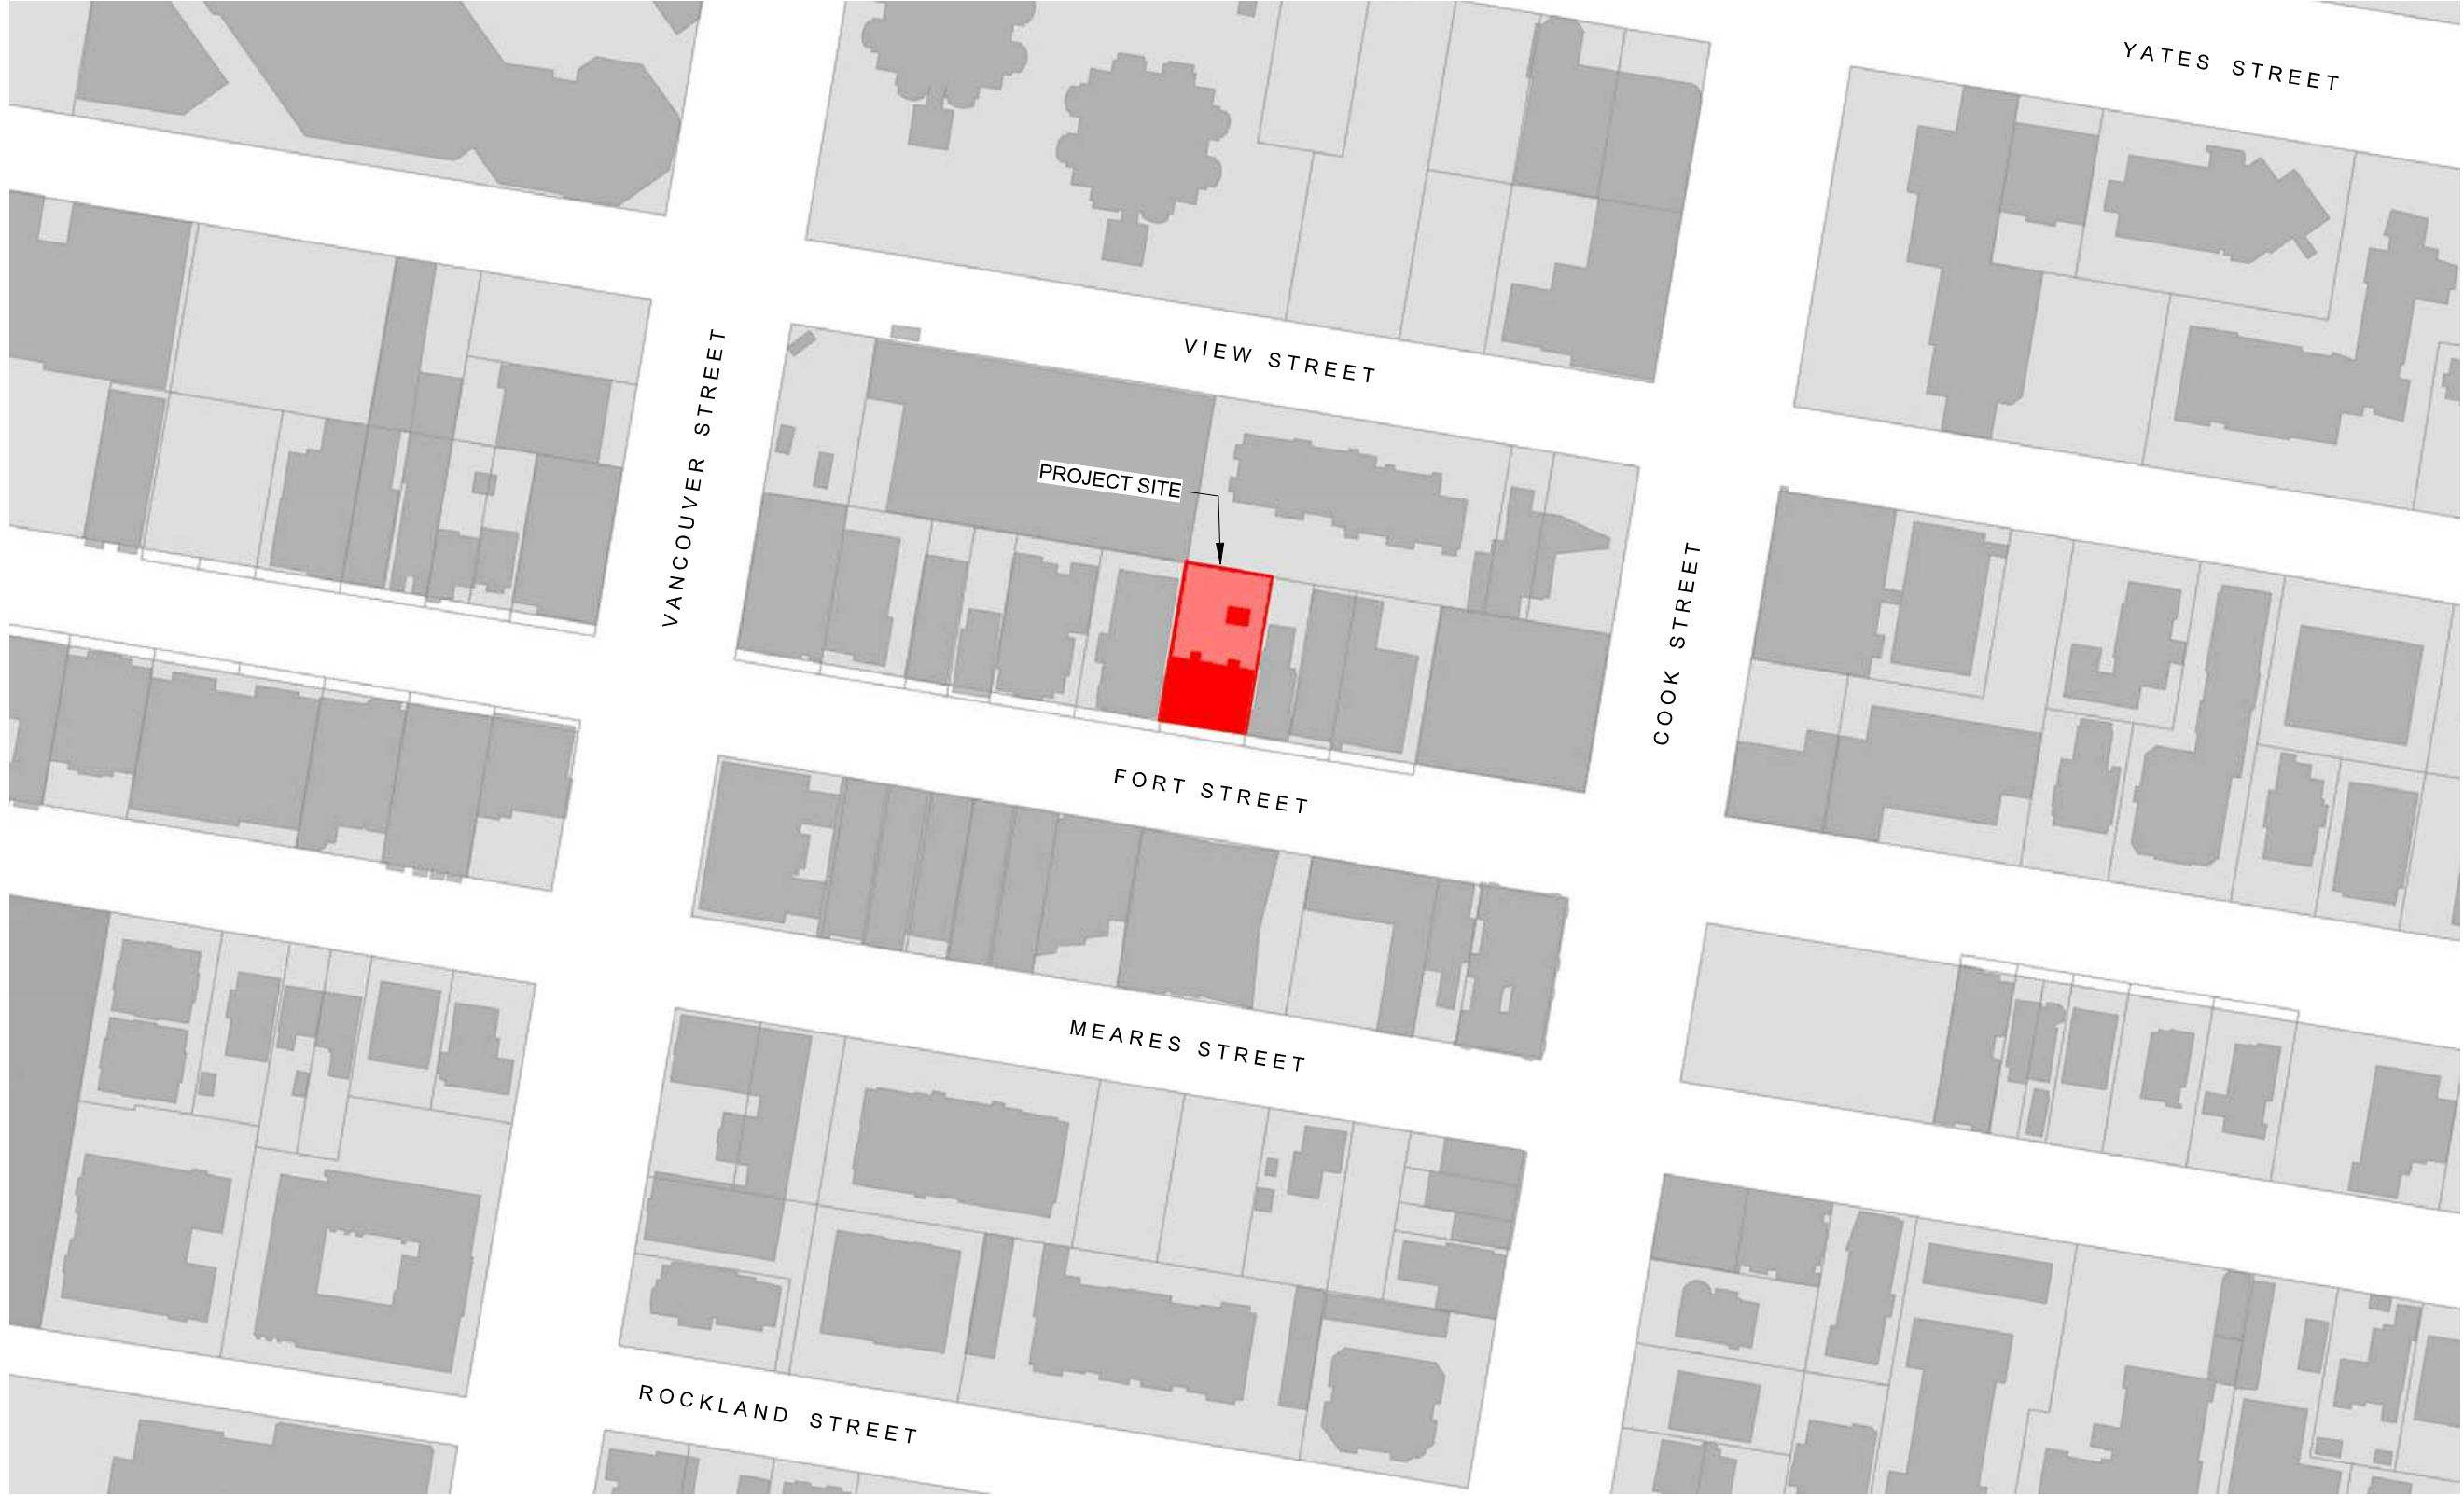 YATES STREET
VIEW STREET
VANCOUVER STREET
PROJECT SITE
COOK STREET
FORT STREET
MEARES STREET
ROCKLAND STREET